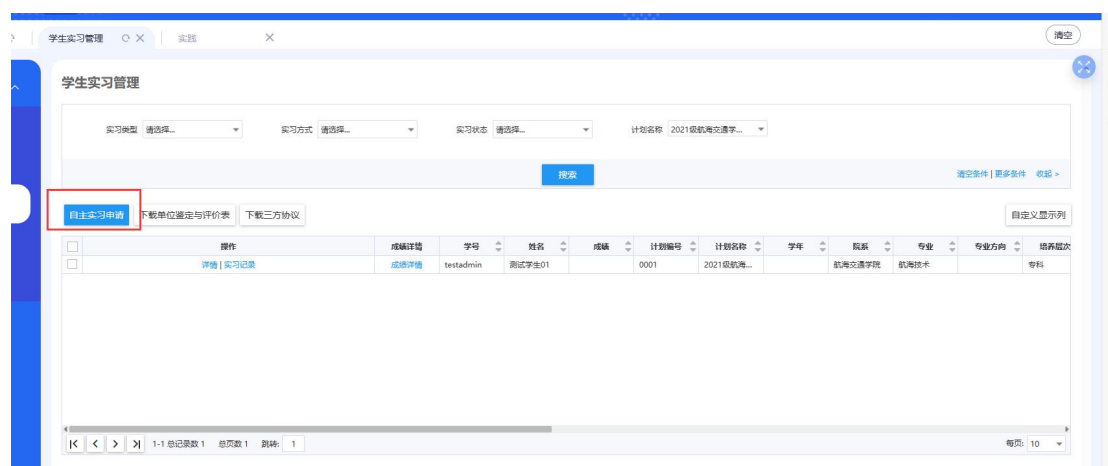 学生实习管理 实践 清空
学生实习管理
实习类型 请选择... 实习方式 请选择... 实习状态 请选择... 计划名称 2021级航海交通学...
搜索 清空条件 | 更多条件 收起
自主实习申请 下载单位鉴定与评价表 下载三方协议 自定义显示列
操作 成绩详情 学号 姓名 成绩 计划编号 计划名称 学年 院系 专业 专业方向 培养层次
详情 | 实习记录 成绩详情 testadmin 测试学生01 0001 2021级航海... 航海交通学院 航海技术 专科
1-1 总记录数 1 总页数 1 跳转: 1 每页: 10